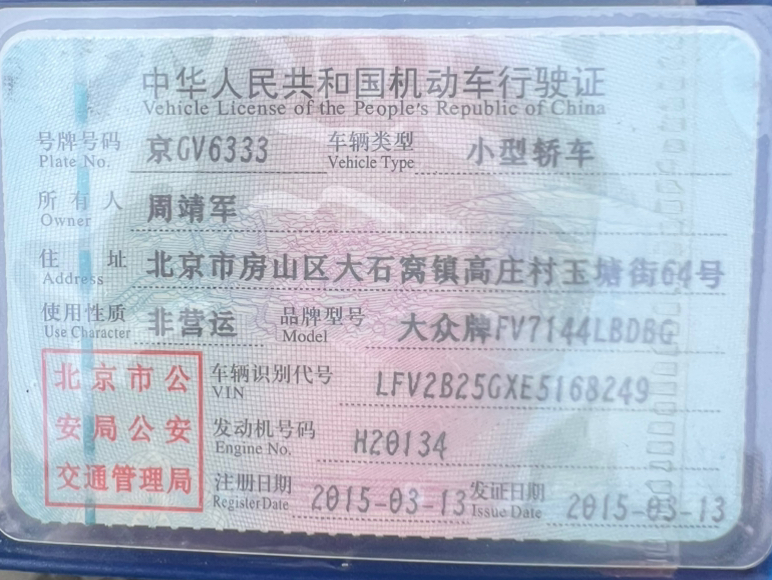 中华人民共和国机动车行驶证
Vehicle License of the People's Republic of China
号牌号码 京GV6333 车辆类型 小型轿车
Plate No. Vehicle Type
所有人 周靖军
Owner
住址 北京市房山区大石窝镇高庄村玉塘街64号
Address
使用性质 非营运 品牌型号 大众牌FV7144LBDBG
Use Character Model
北京市公 车辆识别代号 LFV2B25GXE5168249
VIN
安局公安 发动机号码 H20134
Engine No.
交通管理局 注册日期 2015-03-13 发证日期 2015-03-13
Register Date Issue Date